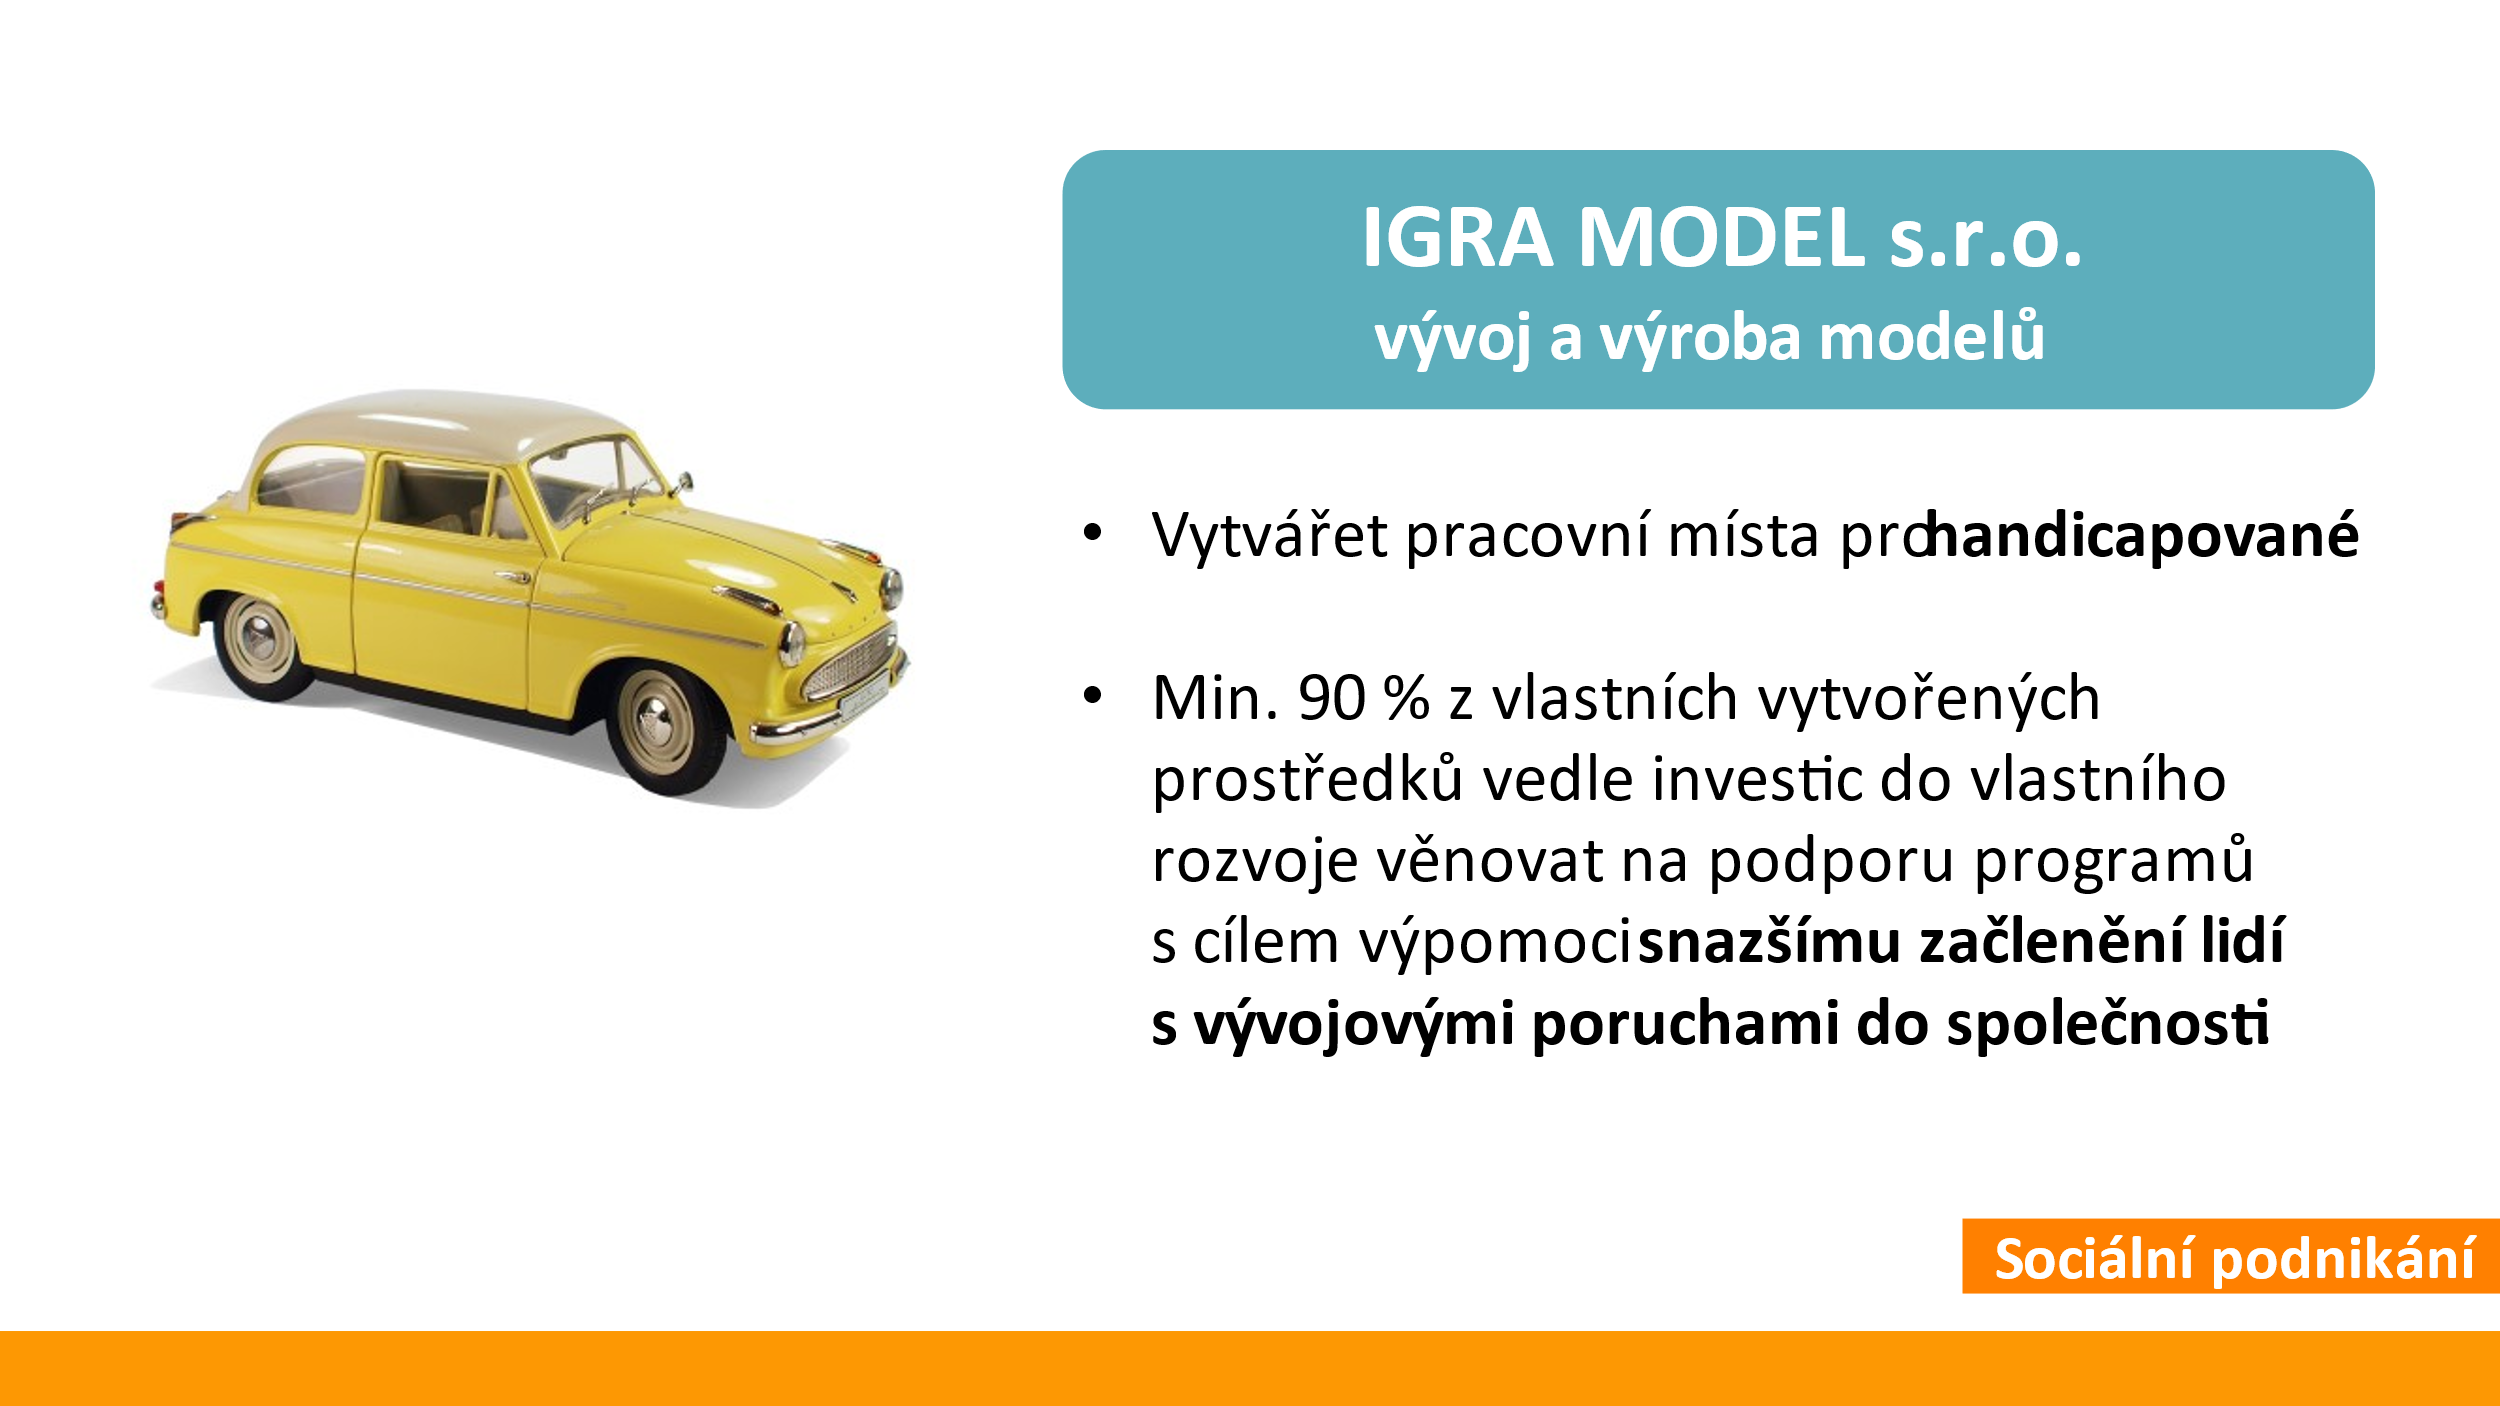 IGRA MODEL s.r.o.
vývoj a výroba modelů
• Vytvářet pracovní místa pro handicapované
• Min. 90 % z vlastních vytvořených
prostředků vedle investic do vlastního
rozvoje věnovat na podporu programů
s cílem výpomoci snazšímu začlenění lidí
s vývojovými poruchami do společnosti
Sociální podnikání